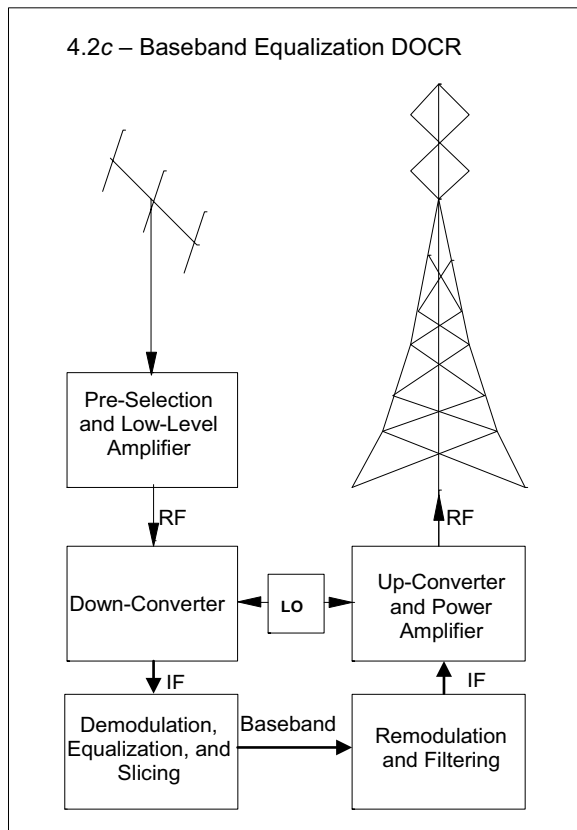 4.2c – Baseband Equalization DOCR
Pre-Selection
and Low-Level
Amplifier
RF
RF
Down-Converter
LO
Up-Converter
and Power
Amplifier
IF
IF
Demodulation,
Equalization, and
Slicing
Baseband
Remodulation
and Filtering